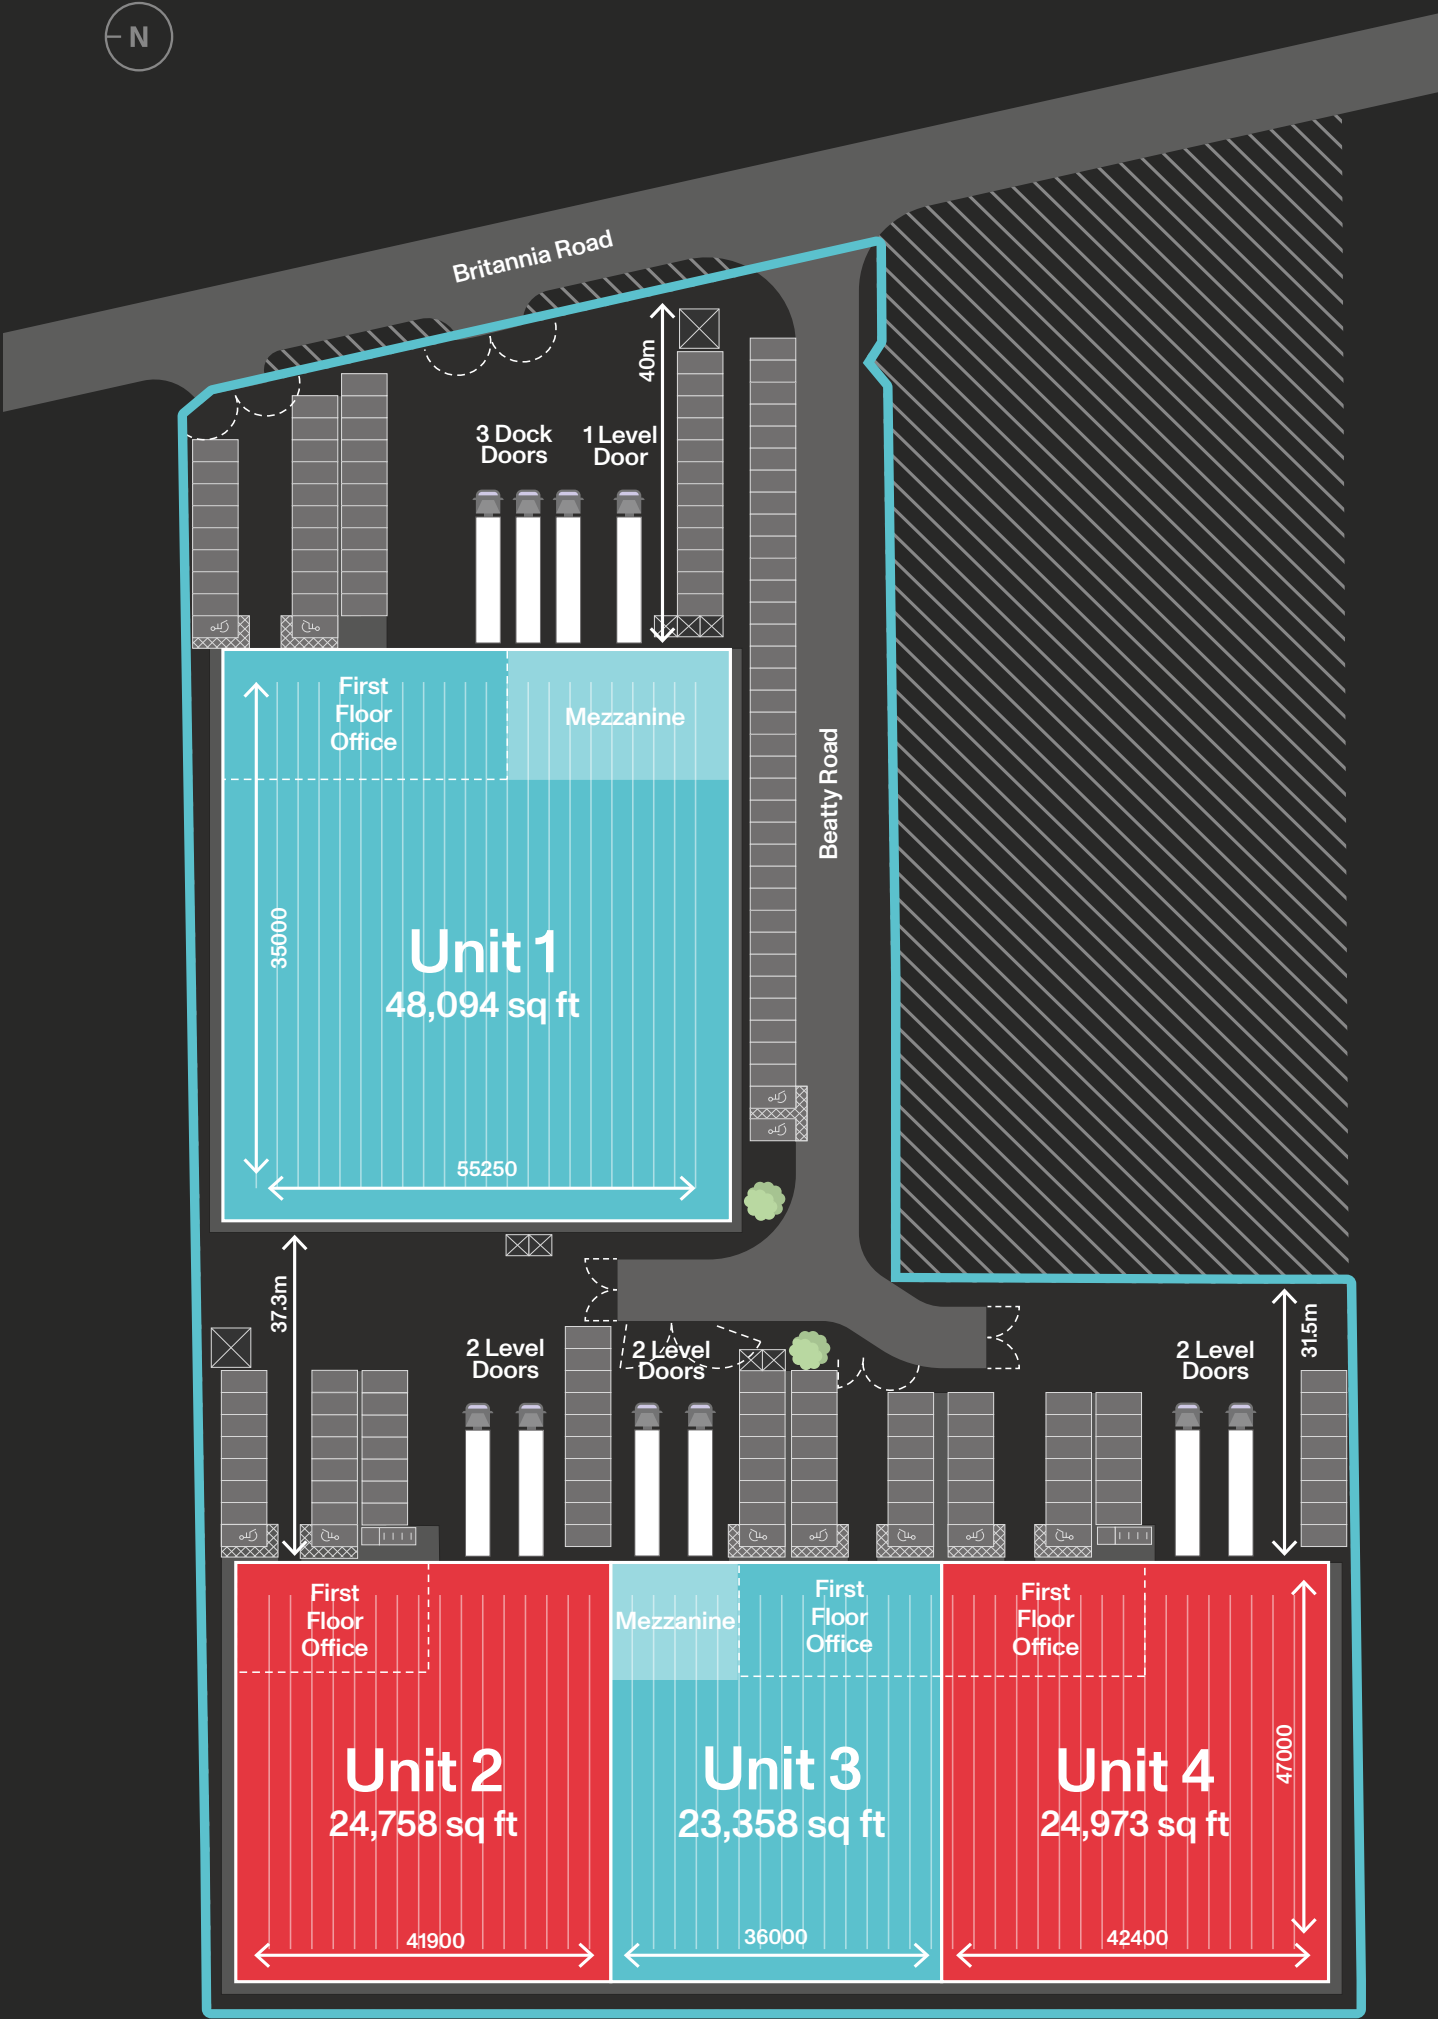 N
Britannia Road
40m
3 Dock
Doors
1 Level
Door
First
Floor
Office
Mezzanine
Beatty Road
35000
Unit 1
48,094 sq ft
55250
37.3m
31.5m
2 Level
Doors
2 Level
Doors
2 Level
Doors
First
Floor
Office
Mezzanine
First
Floor
Office
First
Floor
Office
47000
Unit 2
24,758 sq ft
Unit 3
23,358 sq ft
Unit 4
24,973 sq ft
41900
36000
42400